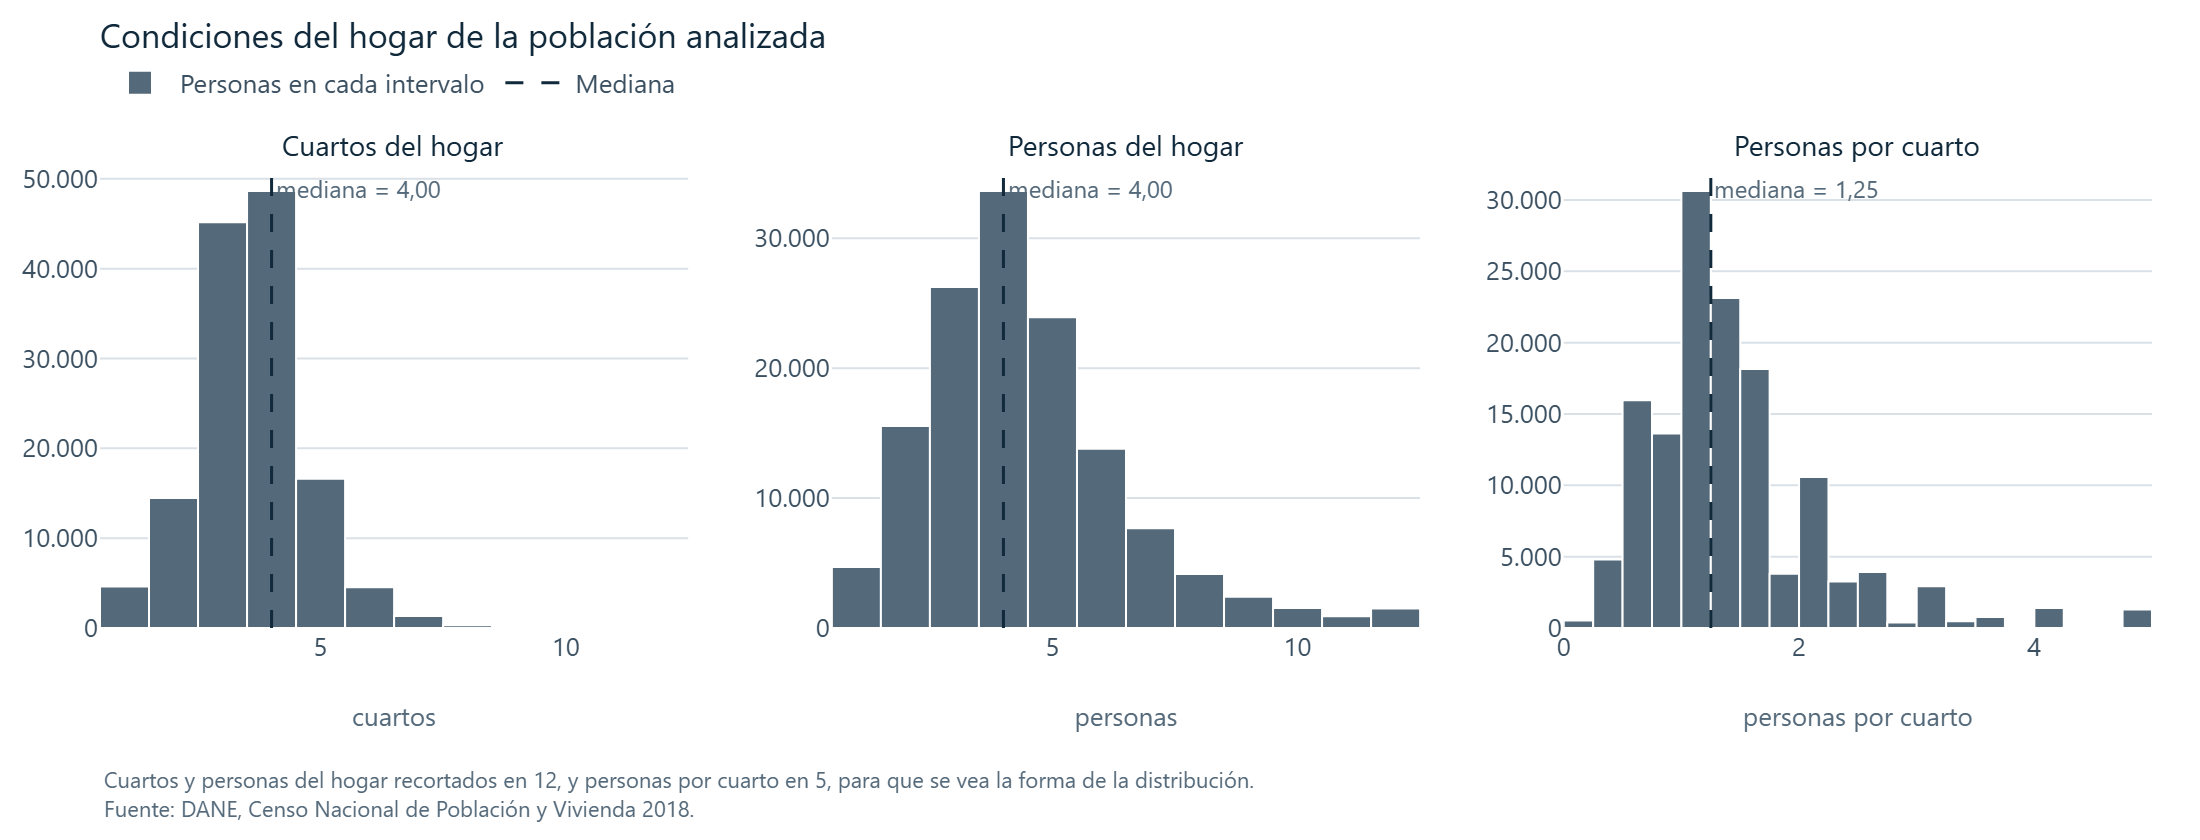 Condiciones del hogar de la población analizada
Personas en cada intervalo
Mediana
Cuartos del hogar
mediana = 4,00
50.000
40.000
30.000
20.000
10.000
0
5
10
cuartos
Personas del hogar
mediana = 4,00
30.000
20.000
10.000
0
5
10
personas
Personas por cuarto
mediana = 1,25
30.000
25.000
20.000
15.000
10.000
5.000
0
0
2
4
personas por cuarto
Cuartos y personas del hogar recortados en 12, y personas por cuarto en 5, para que se vea la forma de la distribución.
Fuente: DANE, Censo Nacional de Población y Vivienda 2018.